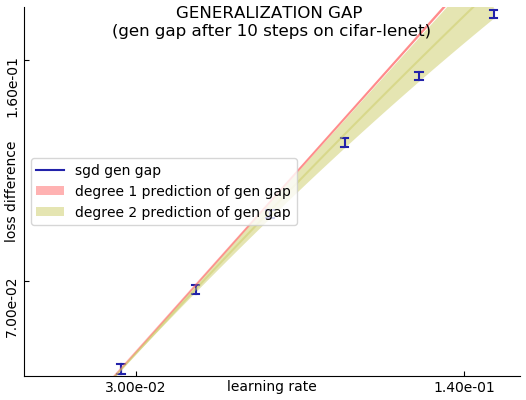 GENERALIZATION GAP
(gen gap after 10 steps on cifar-lenet)
1.60e-01
loss difference
7.00e-02
sgd gen gap
degree 1 prediction of gen gap
degree 2 prediction of gen gap
3.00e-02
learning rate
1.40e-01